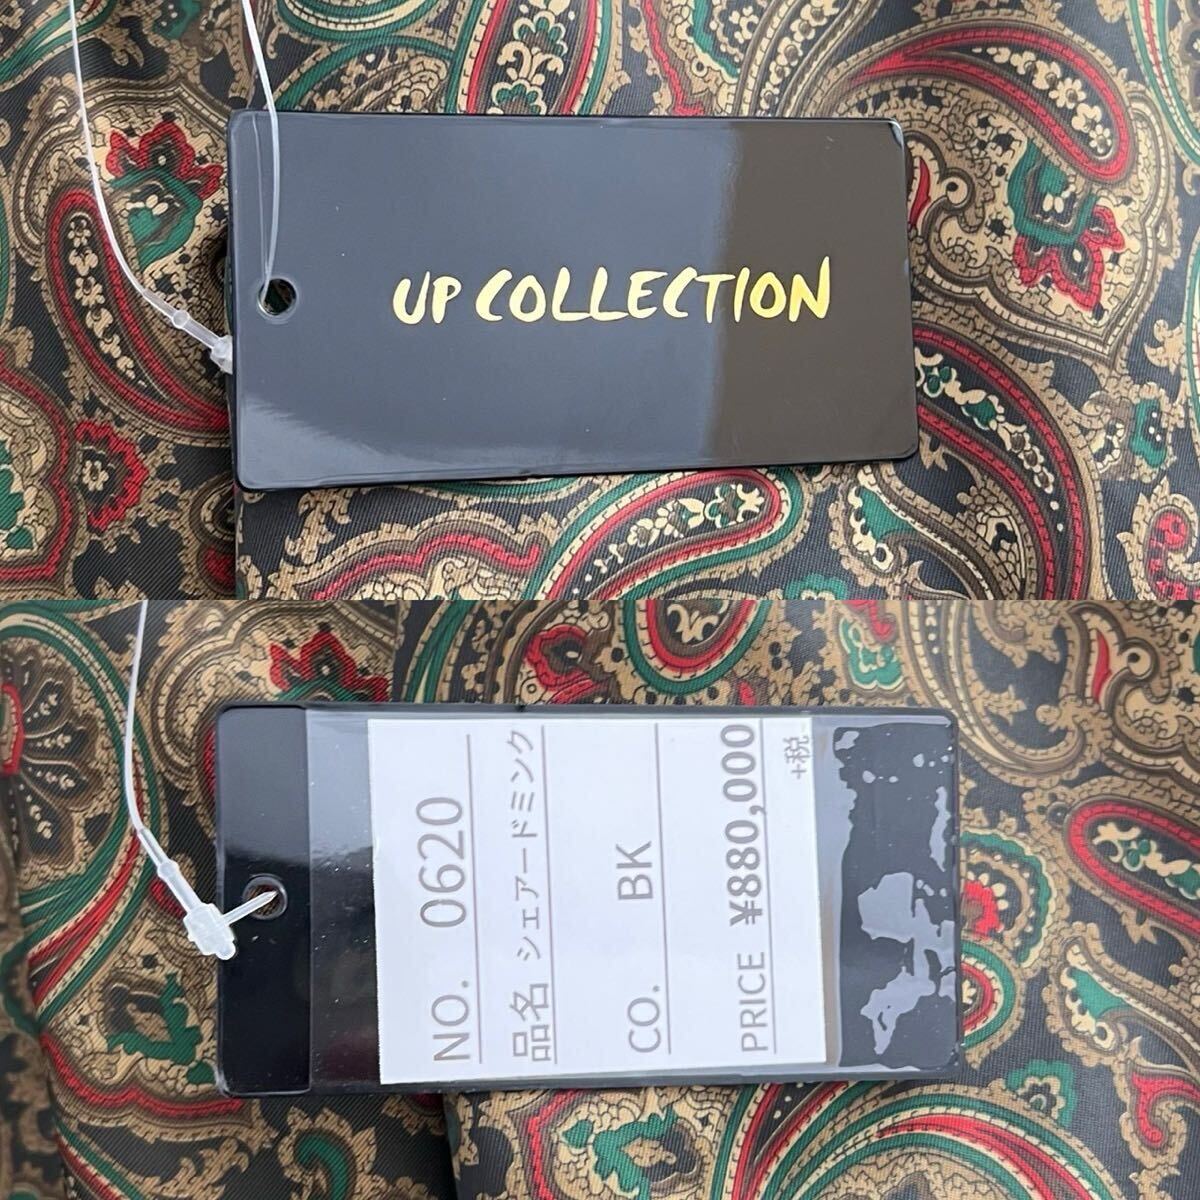 UP COLLECTION
NO. 0620
品名 シェアードミンク
CO. BK
PRICE ¥880,000
+税